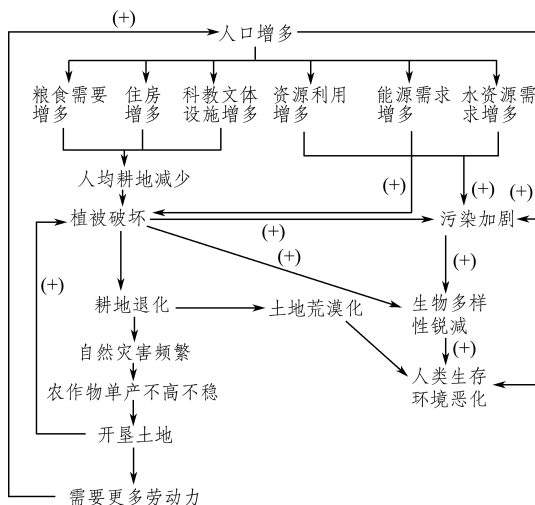 (+)
人口增多
粮食需要
增多
住房
增多
科教文体
设施增多
资源利用
增多
能源需求
增多
水资源需
求增多
人均耕地减少
(+)
(+)
(+)
植被破坏
污染加剧
(+)
(+)
(+)
(+)
耕地退化
土地荒漠化
生物多样
性锐减
自然灾害频繁
(+)
人类生存
环境恶化
农作物单产不高不稳
开垦土地
需要更多劳动力